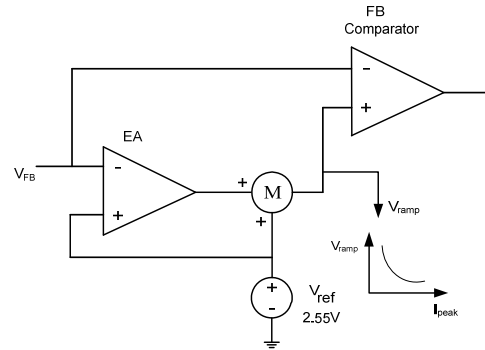 FB
Comparator
-
+
EA
V_FB
-
+
+
M
+
V_ramp
V_ramp
I_peak
+
-
V_ref
2.55V